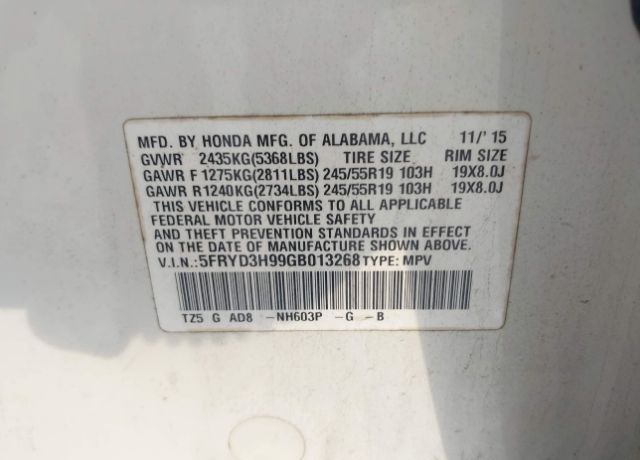 MFD. BY HONDA MFG. OF ALABAMA, LLC 11/'15
GVWR 2435KG(5368LBS) TIRE SIZE RIM SIZE
GAWR F 1275KG(2811LBS) 245/55R19 103H 19X8.0J
GAWR R1240KG(2734LBS) 245/55R19 103H 19X8.0J
THIS VEHICLE CONFORMS TO ALL APPLICABLE
FEDERAL MOTOR VEHICLE SAFETY
AND THEFT PREVENTION STANDARDS IN EFFECT
ON THE DATE OF MANUFACTURE SHOWN ABOVE.
V.I.N.:5FRYD3H99GB013268 TYPE: MPV
TZ5 G AD8 -NH603P -G -B